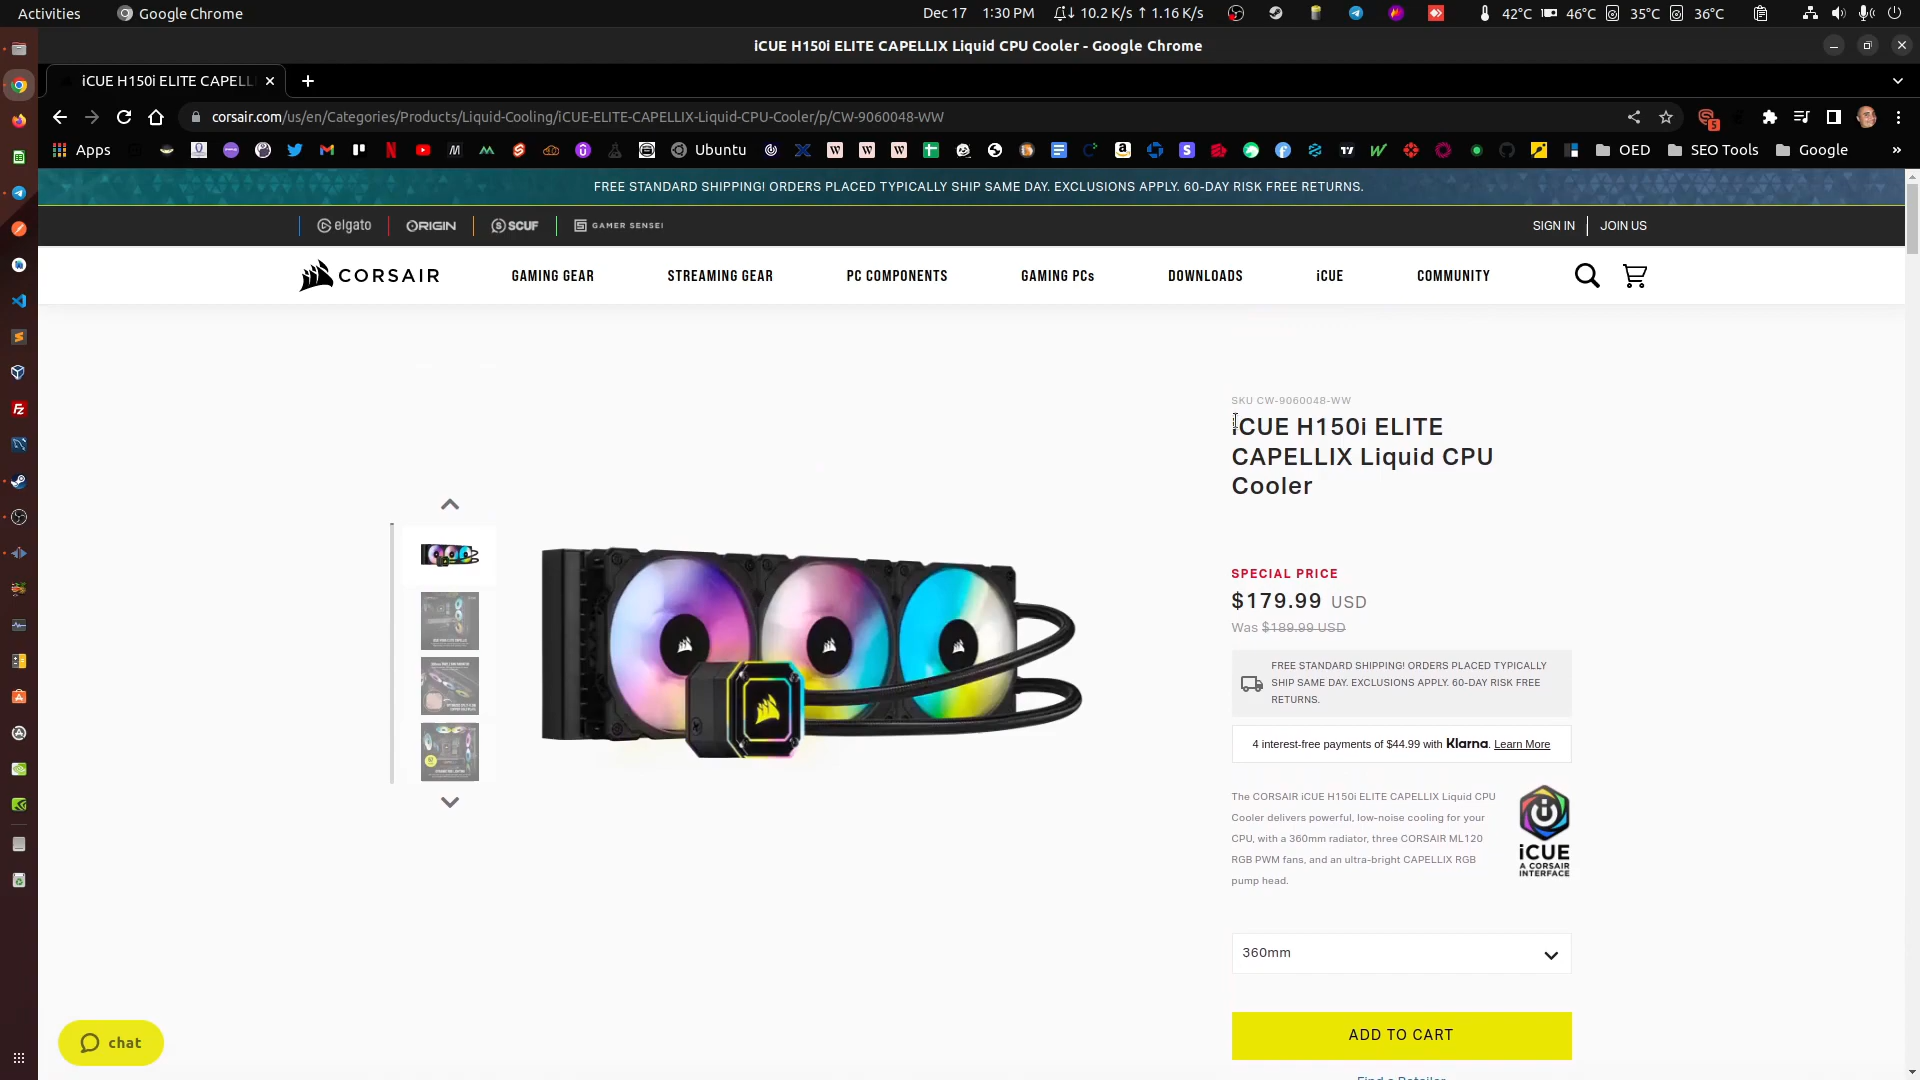 Activities
Google Chrome
Dec 17 1:30 PM
10.2 K/s ↑ 1.16 K/s
42°C 46°C 35°C 36°C
iCUE H150i ELITE CAPELLIX Liquid CPU Cooler - Google Chrome
iCUE H150i ELITE CAPELL
corsair.com/us/en/Categories/Products/Liquid-Cooling/iCUE-ELITE-CAPELLIX-Liquid-CPU-Cooler/p/CW-9060048-WW
5
Apps
Ubuntu
OED
SEO Tools
Google
»
FREE STANDARD SHIPPING! ORDERS PLACED TYPICALLY SHIP SAME DAY. EXCLUSIONS APPLY. 60-DAY RISK FREE RETURNS.
elgato
ORIGIN
SCUF
GAMER SENSEI
SIGN IN
JOIN US
CORSAIR
GAMING GEAR
STREAMING GEAR
PC COMPONENTS
GAMING PCs
DOWNLOADS
iCUE
COMMUNITY
SKU CW-9060048-WW
iCUE H150i ELITE
CAPELLIX Liquid CPU
Cooler
SPECIAL PRICE
$179.99 USD
Was $189.99 USD
FREE STANDARD SHIPPING! ORDERS PLACED TYPICALLY
SHIP SAME DAY. EXCLUSIONS APPLY. 60-DAY RISK FREE
RETURNS.
4 interest-free payments of $44.99 with Klarna. Learn More
The CORSAIR iCUE H150i ELITE CAPELLIX Liquid CPU
Cooler delivers powerful, low-noise cooling for your
CPU, with a 360mm radiator, three CORSAIR ML120
RGB PWM fans, and an ultra-bright CAPELLIX RGB
pump head.
iCUE
A CORSAIR
INTERFACE
360mm
ADD TO CART
Find a Retailer
chat